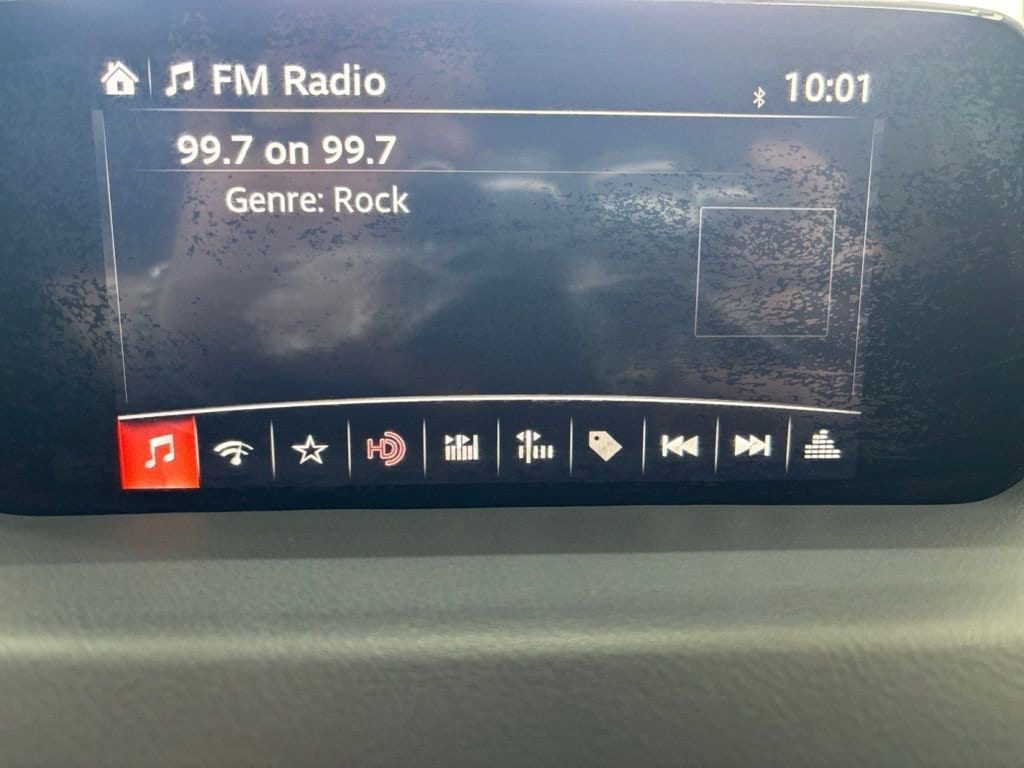 FM Radio
10:01
99.7 on 99.7
Genre: Rock
HD